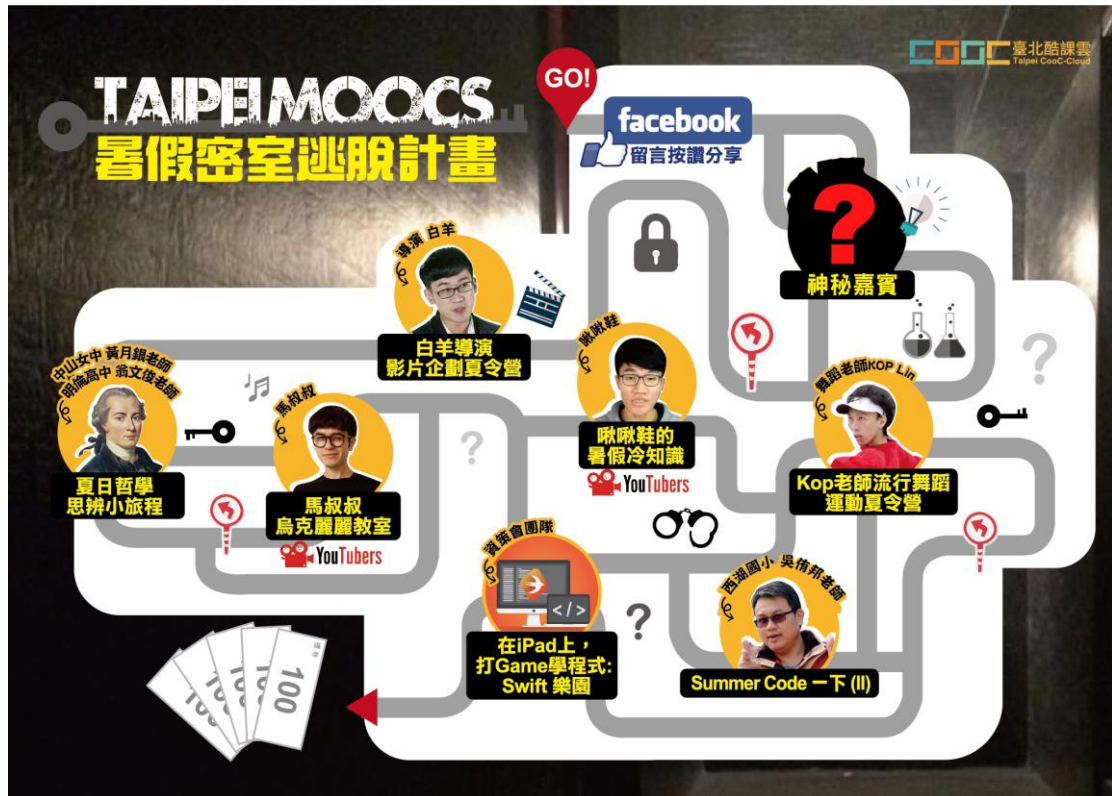 TAIPEI MOOCS
暑假密室逃脫計畫
GO!
COOC 臺北酷課雲
Taipei CooC-Cloud
facebook
留言按讚分享
?
神秘嘉賓
導演 白羊
白羊導演
影片企劃夏令營
啾啾鞋
啾啾鞋的
暑假冷知識
YouTubers
舞蹈老師KOP Lin
Kop老師流行舞蹈
運動夏令營
?
中山女中 黃月銀老師
明倫高中 翁文俊老師
夏日哲學
思辨小旅程
馬叔叔
馬叔叔
烏克麗麗教室
YouTubers
?
資策會團隊
</>
在iPad上，
打Game學程式:
Swift 樂園
?
西湖國小 吳侑邦老師
Summer Code 一下 (II)
100
100
100
100
100